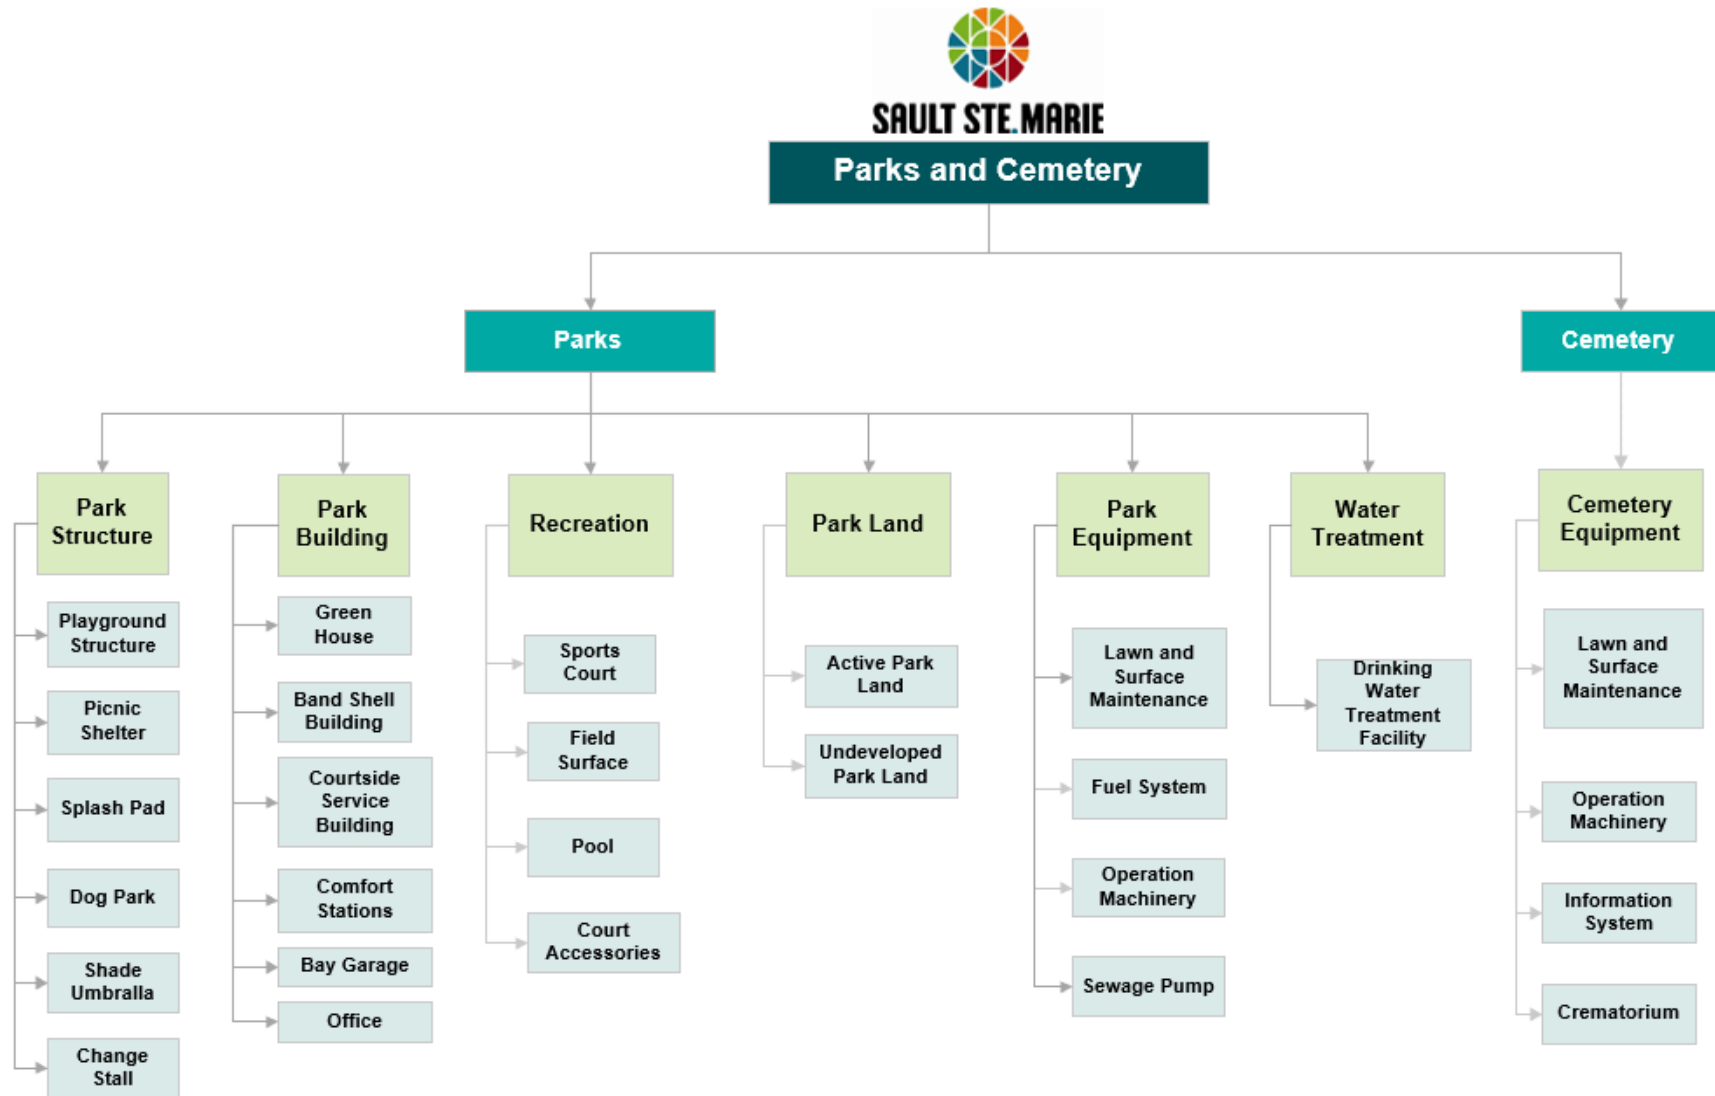 SAULT STE.MARIE
Parks and Cemetery
Parks
Cemetery
Park
Structure
Playground
Structure
Picnic
Shelter
Splash Pad
Dog Park
Shade
Umbralla
Change
Stall
Park
Building
Green
House
Band Shell
Building
Courtside
Service
Building
Comfort
Stations
Bay Garage
Office
Recreation
Sports
Court
Field
Surface
Pool
Court
Accessories
Park Land
Active Park
Land
Undeveloped
Park Land
Park
Equipment
Lawn and
Surface
Maintenance
Fuel System
Operation
Machinery
Sewage Pump
Water
Treatment
Drinking
Water
Treatment
Facility
Cemetery
Equipment
Lawn and
Surface
Maintenance
Operation
Machinery
Information
System
Crematorium